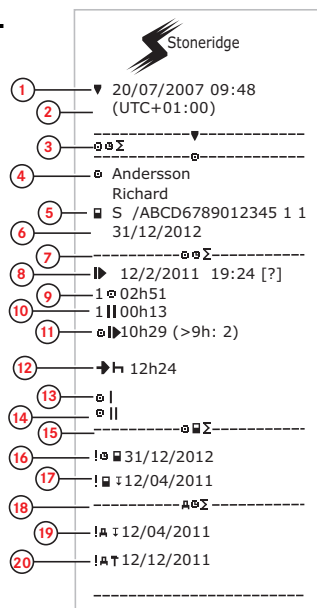 Stoneridge
1 ▼ 20/07/2007 09:48
2 (UTC+01:00)
3 Σ
4 Andersson
Richard
5 S /ABCD6789012345 1 1
6 31/12/2012
7 Σ
8 12/2/2011 19:24 [?]
9 1 02h51
10 1 00h13
11 10h29 (>9h: 2)
12 12h24
13
14
15 Σ
16 ! 31/12/2012
17 ! 12/04/2011
18 Σ
19 ! 12/04/2011
20 ! 12/12/2011